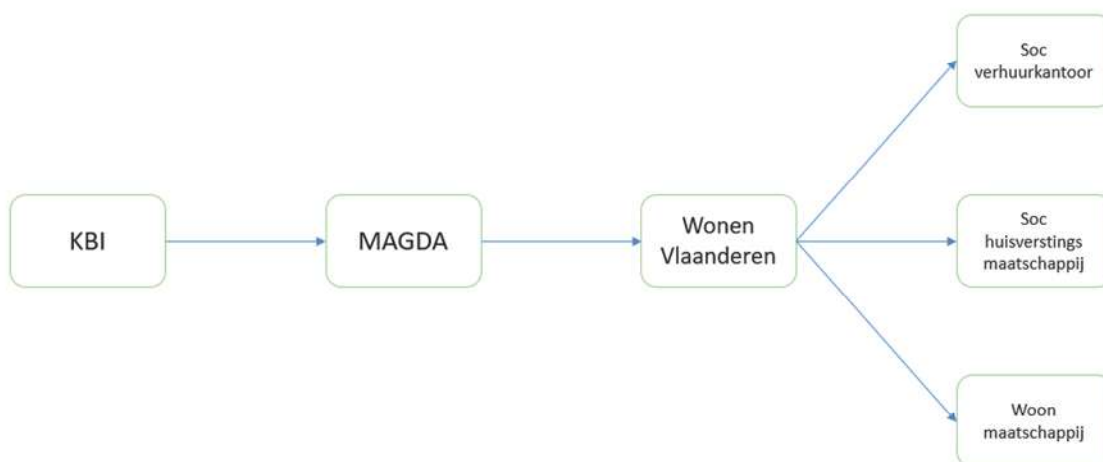 KBI
MAGDA
Wonen
Vlaanderen
Soc
verhuurkantoor
Soc
huisverstings
maatschappij
Woon
maatschappij